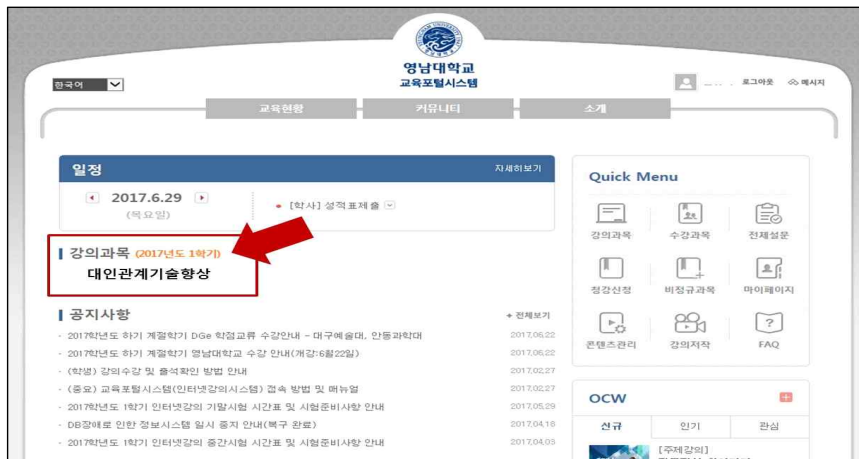 영남대학교
교육포털시스템
한국어
로그아웃 메시지
교육현황 커뮤니티 소개
일정 자세히보기
2017.6.29
(목요일)
[학사] 성적표제출
강의과목 (2017년도 1학기)
대인관계기술향상
공지사항 + 전체보기
· 2017학년도 하기 계절학기 DGe 학점교류 수강안내 - 대구예술대, 안동과학대 2017.06.22
· 2017학년도 하기 계절학기 영남대학교 수강 안내(개강:6월22일) 2017.06.22
· (학생) 강의수강 및 출석확인 방법 안내 2017.02.27
· (중요) 교육포털시스템(인터넷강의시스템) 접속 방법 및 매뉴얼 2017.02.27
· 2017학년도 1학기 인터넷강의 기말시험 시간표 및 시험준비사항 안내 2017.05.29
· DB장애로 인한 정보시스템 일시 중지 안내(복구 완료) 2017.04.18
· 2017학년도 1학기 인터넷강의 중간시험 시간표 및 시험준비사항 안내 2017.04.03
Quick Menu
강의과목 수강과목 전체설문
청강신청 비정규과목 마이페이지
콘텐츠관리 강의저작 FAQ
OCW
신규 인기 관심
[주제강의]